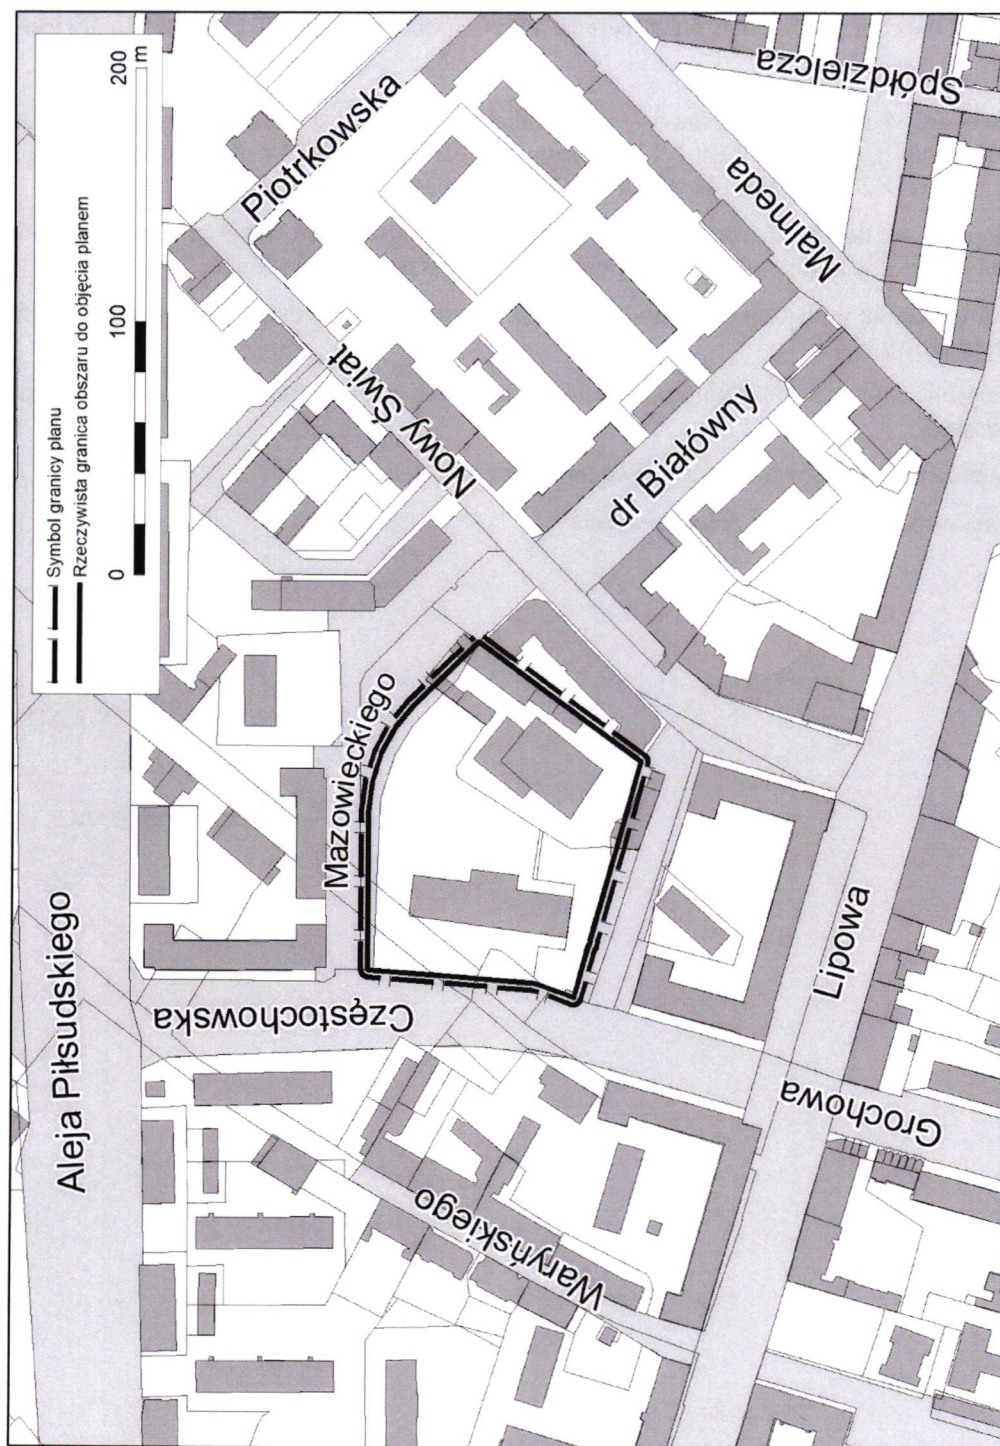 Symbol granicy planu
Rzeczywista granica obszaru do objęcia planem
0 100 200
m
Aleja Piłsudskiego
Piotrkowska
Spółdzielcza
Malmeda
Nowy Świat
dr Białówny
Mazowieckiego
Częstochowska
Lipowa
Grochowa
Waryńskiego